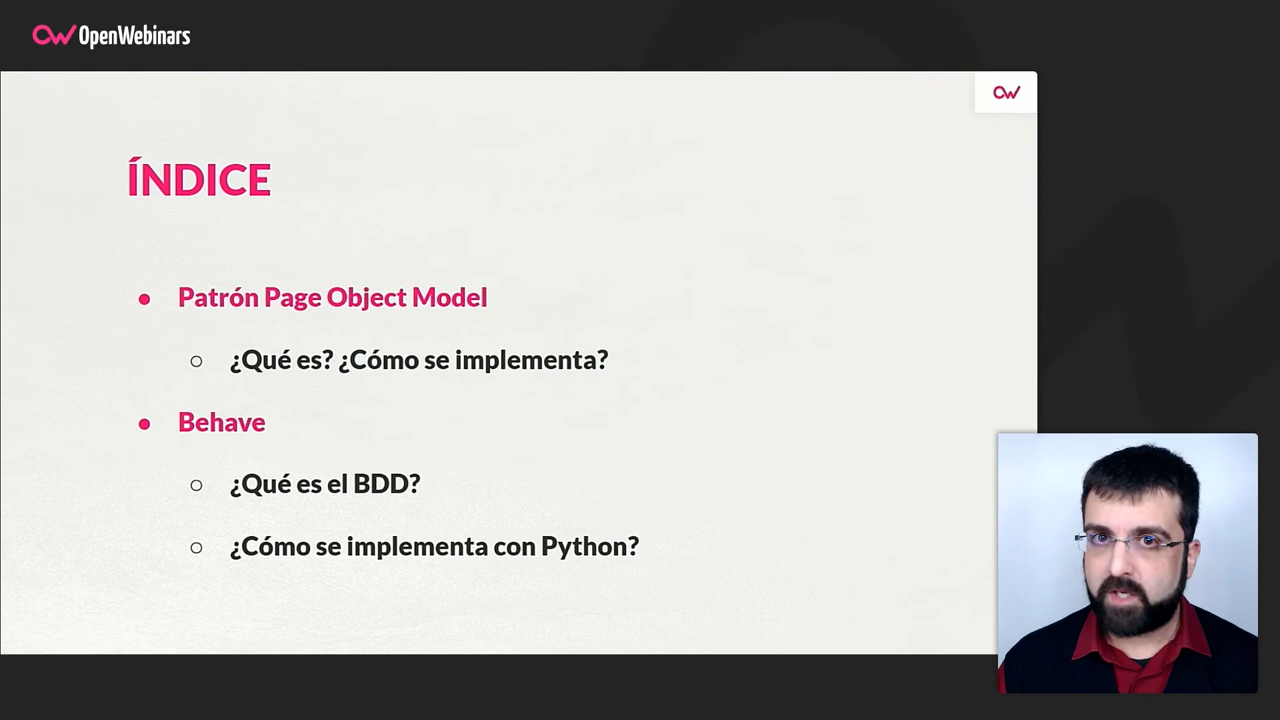 OpenWebinars
ÍNDICE
● Patrón Page Object Model
○ ¿Qué es? ¿Cómo se implementa?
● Behave
○ ¿Qué es el BDD?
○ ¿Cómo se implementa con Python?